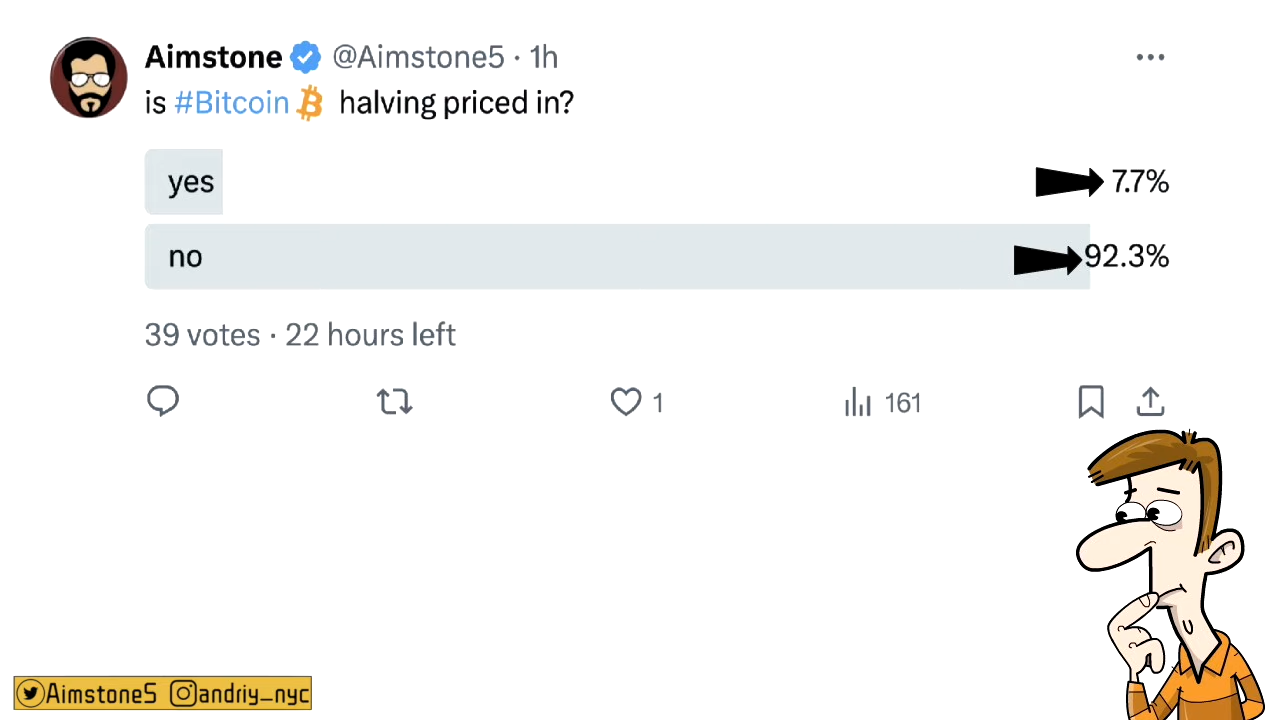 Aimstone @Aimstone5 · 1h
is #Bitcoin halving priced in?
yes 7.7%
no 92.3%
39 votes · 22 hours left
1 161
Aimstone5 andriy_nyc